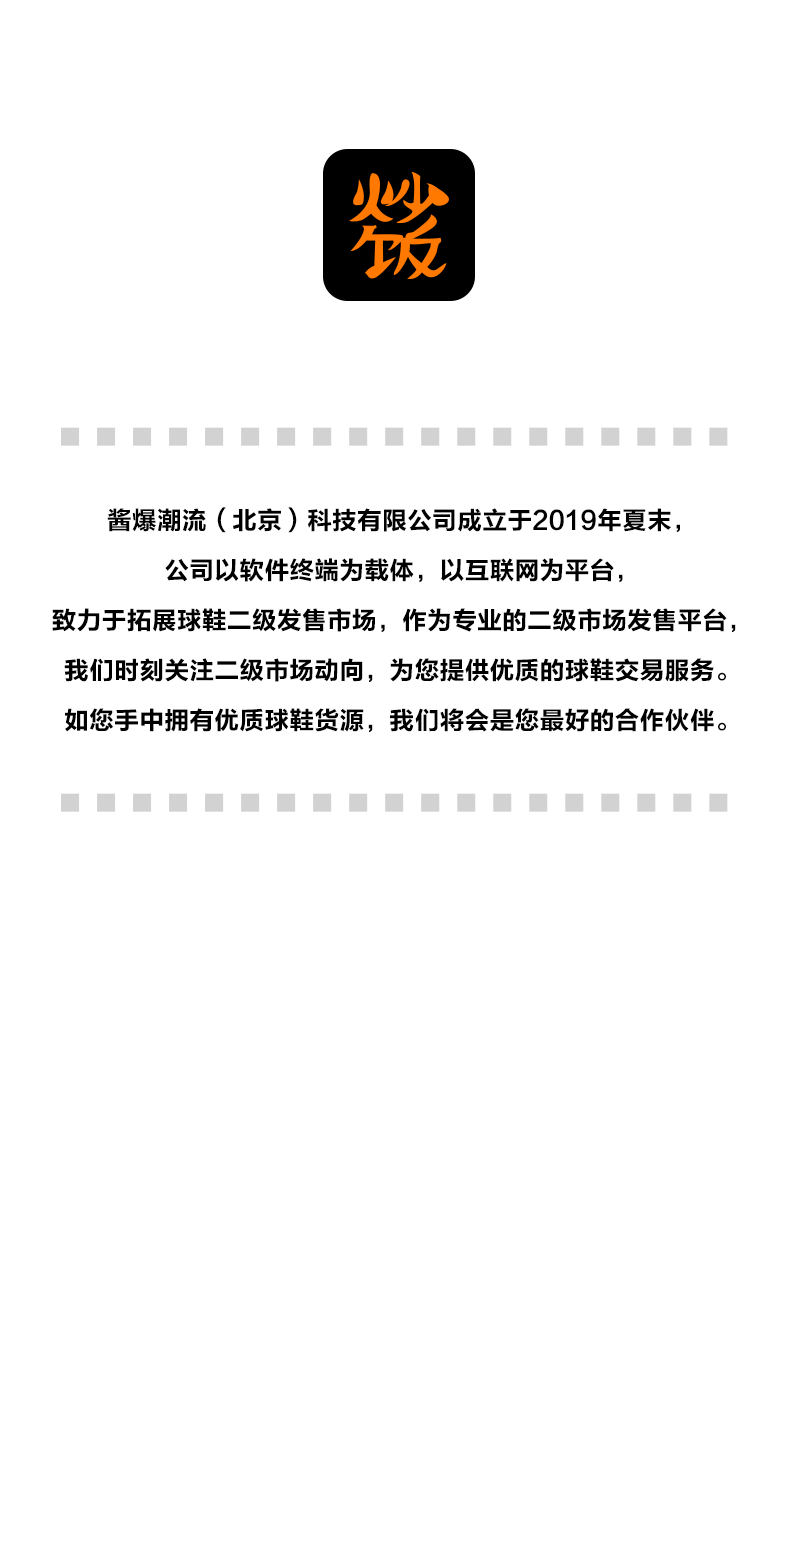 炒饭
酱爆潮流（北京）科技有限公司成立于2019年夏末，
公司以软件终端为载体，以互联网为平台，
致力于拓展球鞋二级发售市场，作为专业的二级市场发售平台，
我们时刻关注二级市场动向，为您提供优质的球鞋交易服务。
如您手中拥有优质球鞋货源，我们将会是您最好的合作伙伴。